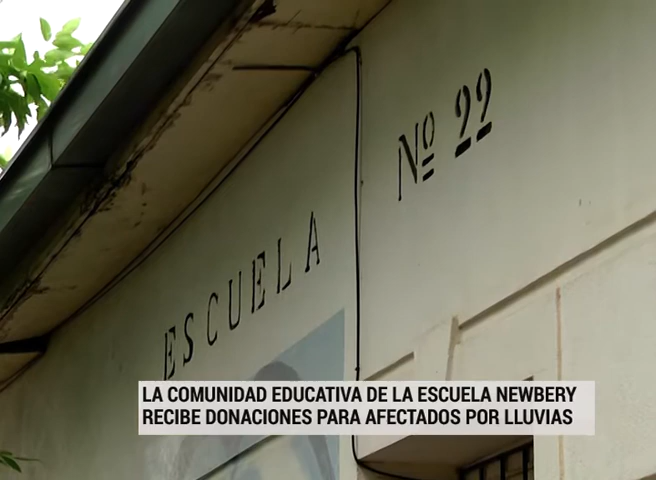 Nº 22
ESCUELA
LA COMUNIDAD EDUCATIVA DE LA ESCUELA NEWBERY
RECIBE DONACIONES PARA AFECTADOS POR LLUVIAS